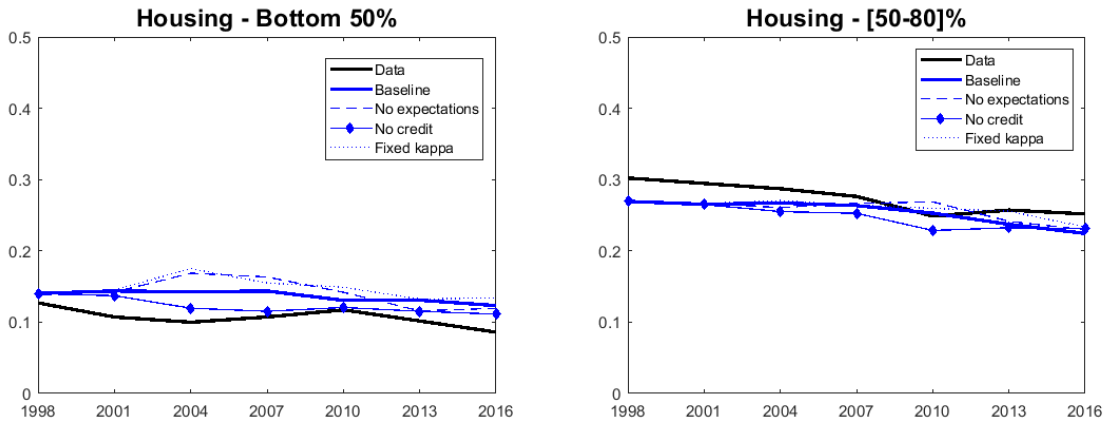 Housing - Bottom 50%
0.5
0.4
0.3
0.2
0.1
0
1998 2001 2004 2007 2010 2013 2016
Data
Baseline
No expectations
No credit
Fixed kappa
Housing - [50-80]%
0.5
0.4
0.3
0.2
0.1
0
1998 2001 2004 2007 2010 2013 2016
Data
Baseline
No expectations
No credit
Fixed kappa